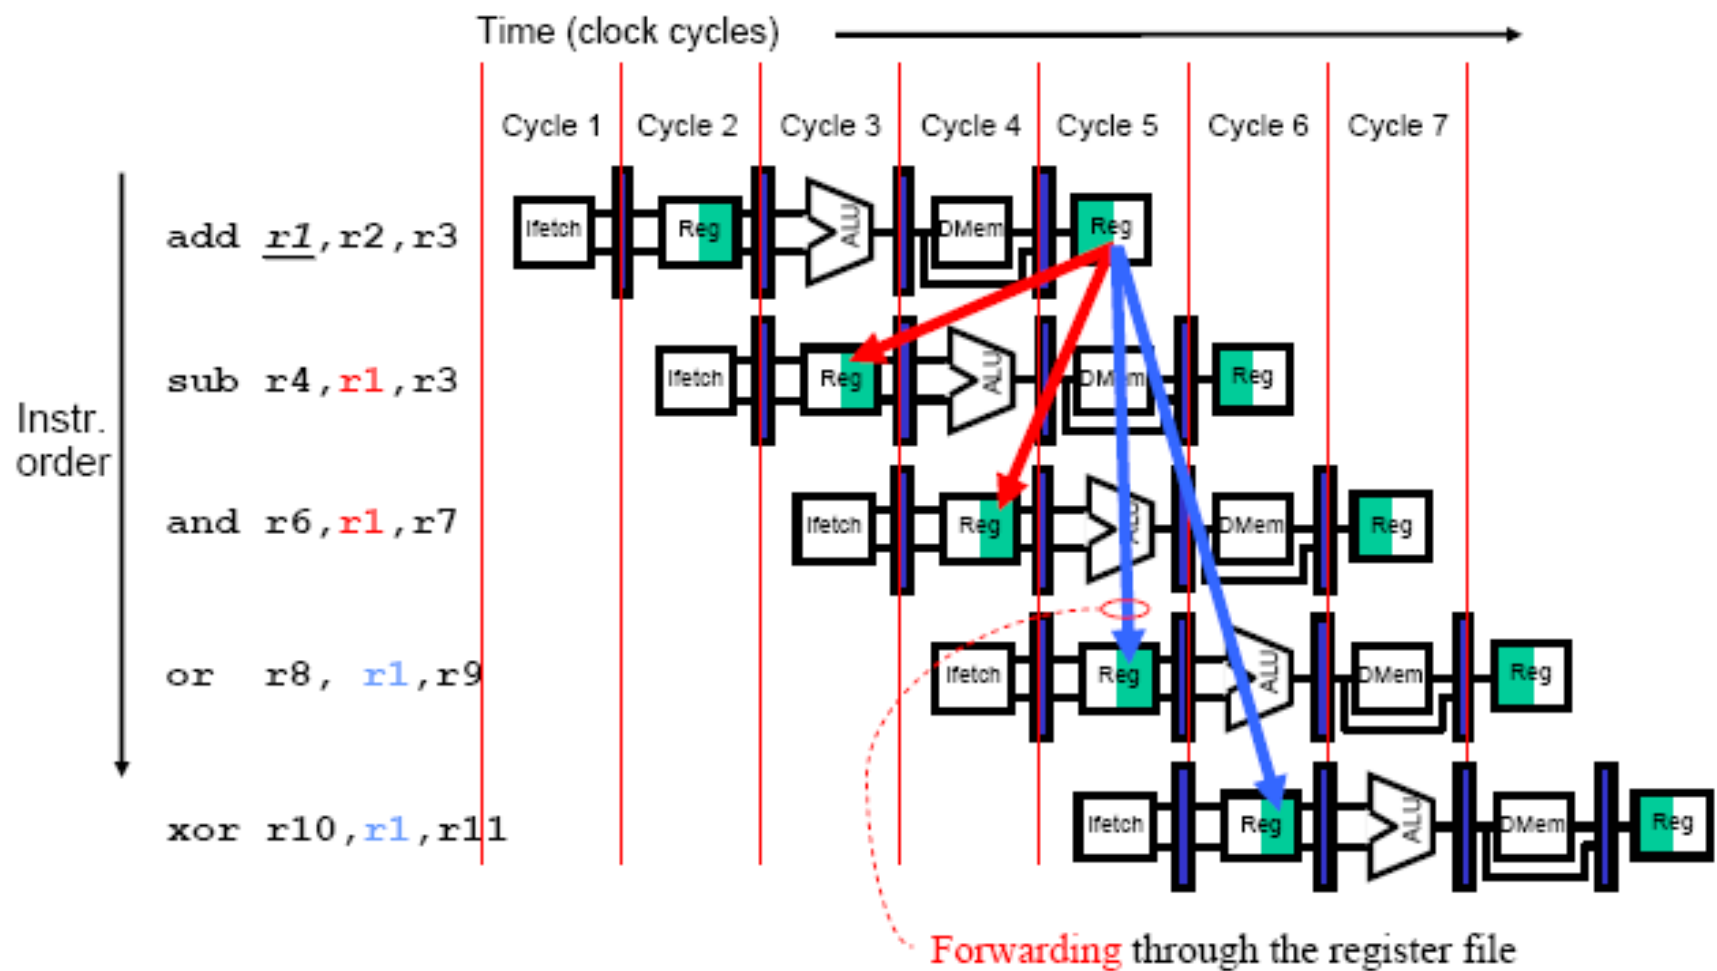 Time (clock cycles)
Cycle 1 Cycle 2 Cycle 3 Cycle 4 Cycle 5 Cycle 6 Cycle 7
Instr.
order
add r1,r2,r3
Ifetch Reg ALU DMem Reg
sub r4,r1,r3
Ifetch Reg ALU DMem Reg
and r6,r1,r7
Ifetch Reg ALU DMem Reg
or r8, r1,r9
Ifetch Reg ALU DMem Reg
xor r10,r1,r11
Ifetch Reg ALU DMem Reg
Forwarding through the register file